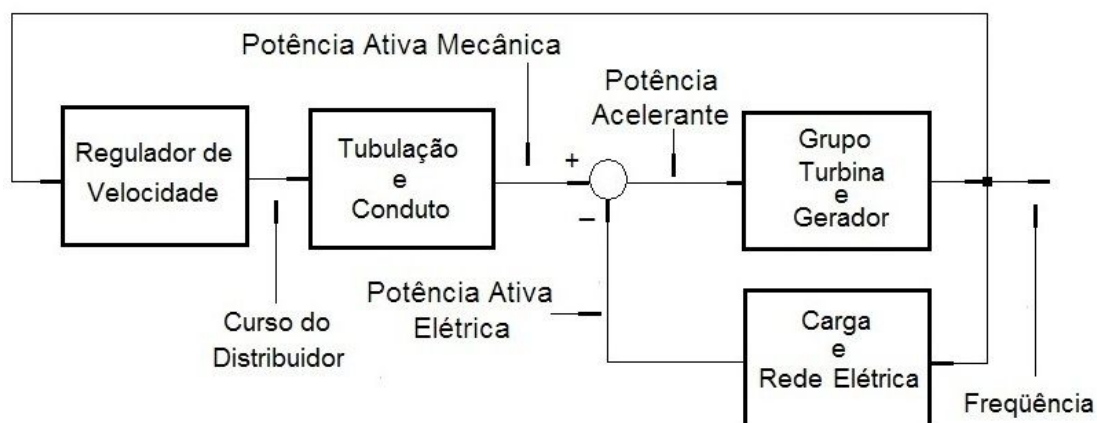 Potência Ativa Mecânica
Potência
Acelerante
Regulador de
Velocidade
Tubulação
e
Conduto
+
−
Grupo
Turbina
e
Gerador
Potência Ativa
Elétrica
Curso do
Distribuidor
Carga
e
Rede Elétrica
Freqüência